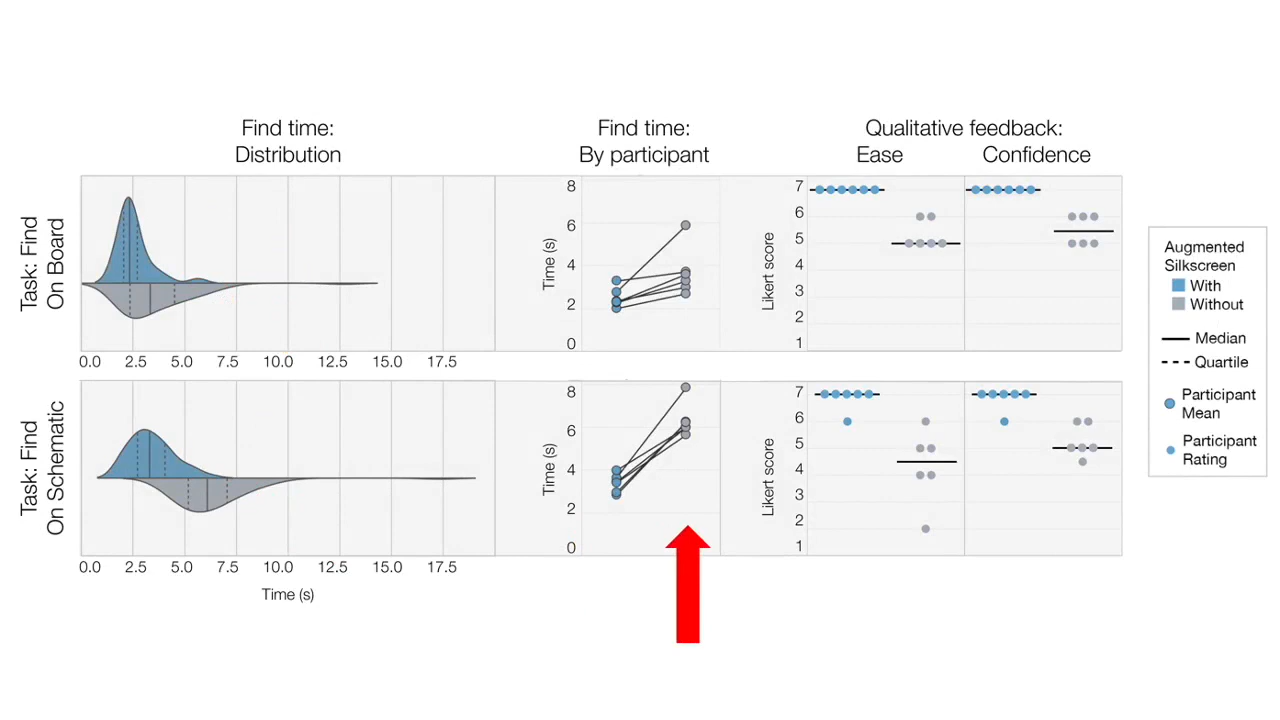 Find time:
Distribution
Find time:
By participant
Qualitative feedback:
Ease Confidence
Task: Find
On Board
Time (s)
8
6
4
2
0
Likert score
7
6
5
4
3
2
1
0.0 2.5 5.0 7.5 10.0 12.5 15.0 17.5
Task: Find
On Schematic
Time (s)
8
6
4
2
0
Likert score
7
6
5
4
3
2
1
0.0 2.5 5.0 7.5 10.0 12.5 15.0 17.5
Time (s)
Augmented
Silkscreen
With
Without
Median
Quartile
Participant
Mean
Participant
Rating